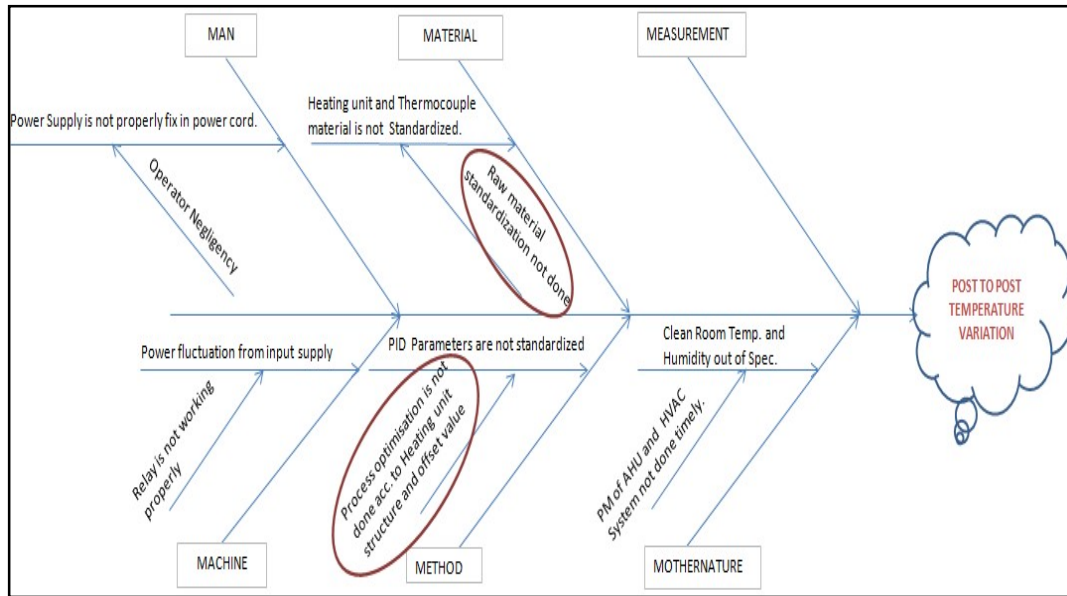 MAN
MATERIAL
MEASUREMENT
Power Supply is not properly fix in power cord.
Operator Negligency
Heating unit and Thermocouple
material is not Standardized.
Raw material
standardization not done
POST TO POST
TEMPERATURE
VARIATION
Power fluctuation from input supply
Relay is not working
properly
PID Parameters are not standardized
Process optimisation is not
done acc. to Heating unit
structure and offset value
Clean Room Temp. and
Humidity out of Spec.
PM of AHU and HVAC
System not done timely.
MACHINE
METHOD
MOTHERNATURE